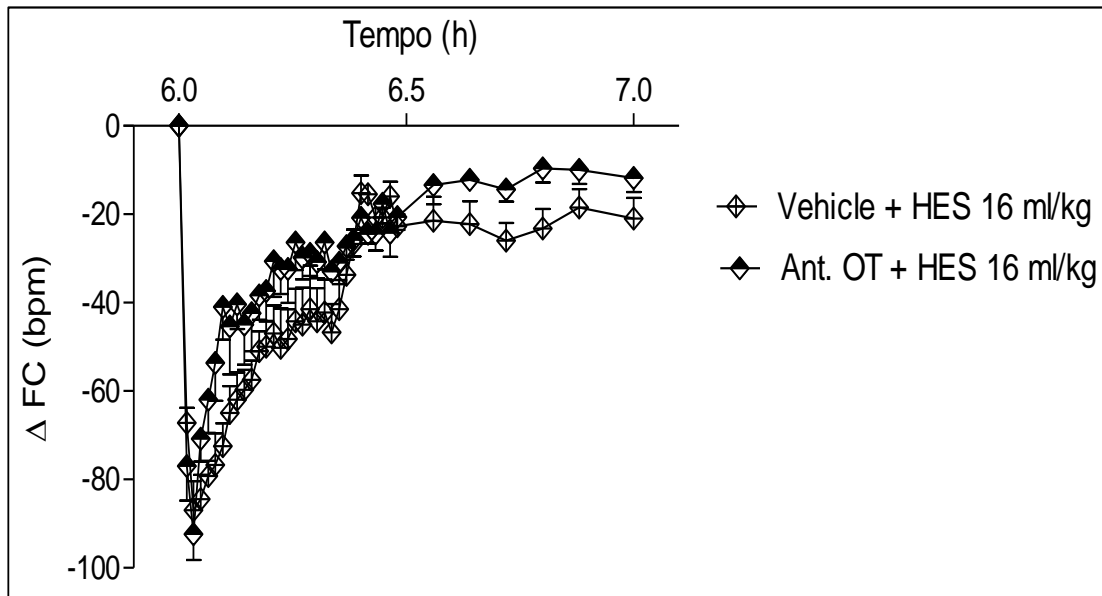 Tempo (h)
6.0 6.5 7.0
0
-20
-40
-60
-80
-100
Δ FC (bpm)
Vehicle + HES 16 ml/kg
Ant. OT + HES 16 ml/kg